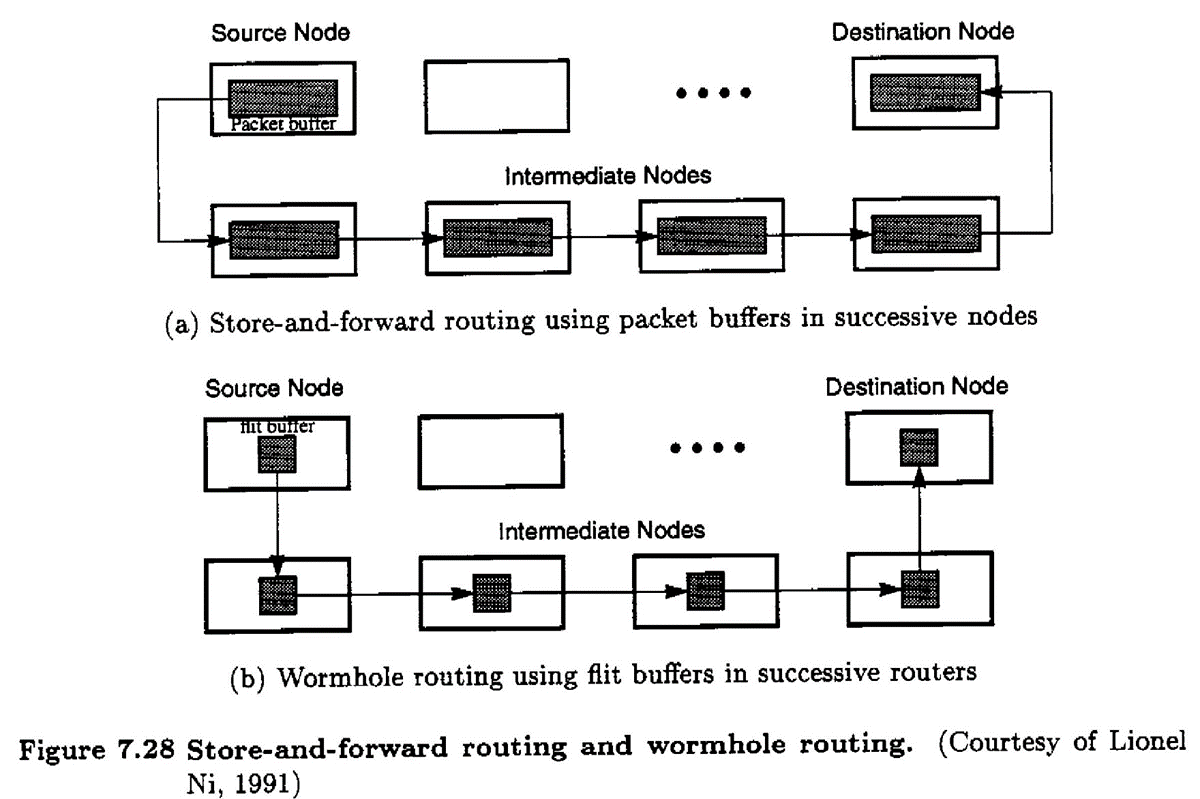 Source Node
Destination Node
Packet buffer
Intermediate Nodes
(a) Store-and-forward routing using packet buffers in successive nodes
Source Node
Destination Node
flit buffer
Intermediate Nodes
(b) Wormhole routing using flit buffers in successive routers
Figure 7.28 Store-and-forward routing and wormhole routing. (Courtesy of Lionel
Ni, 1991)